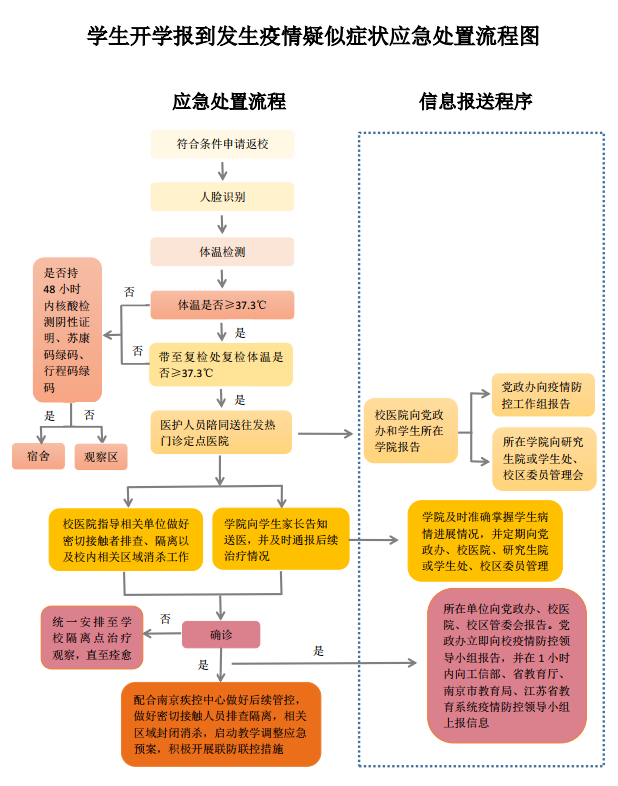 学生开学报到发生疫情疑似症状应急处置流程图
应急处置流程
信息报送程序
符合条件申请返校
人脸识别
体温检测
体温是否≥37.3℃
否
是
带至复检处复检体温是
否≥37.3℃
否
是
是否持
48 小时
内核酸检
测阴性证
明、苏康
码绿码、
行程码绿
码
是
否
宿舍
观察区
医护人员陪同送往发热
门诊定点医院
校医院向党政
办和学生所在
学院报告
党政办向疫情防
控工作组报告
所在学院向研究
生院或学生处、
校区委员管理会
校医院指导相关单位做好
密切接触者排查、隔离以
及校内相关区域消杀工作
学院向学生家长告知
送医，并及时通报后续
治疗情况
学院及时准确掌握学生病
情进展情况，并定期向党
政办、校医院、研究生院
或学生处、校区委员管理
确诊
否
统一安排至学
校隔离点治疗
观察，直至痊愈
是
是
配合南京疾控中心做好后续管控，
做好密切接触人员排查隔离，相关
区域封闭消杀，启动教学调整应急
预案，积极开展联防联控措施
所在单位向党政办、校医
院、校区管委会报告。党
政办立即向校疫情防控领
导小组报告，并在 1 小时
内向工信部、省教育厅、
南京市教育局、江苏省教
育系统疫情防控领导小组
上报信息